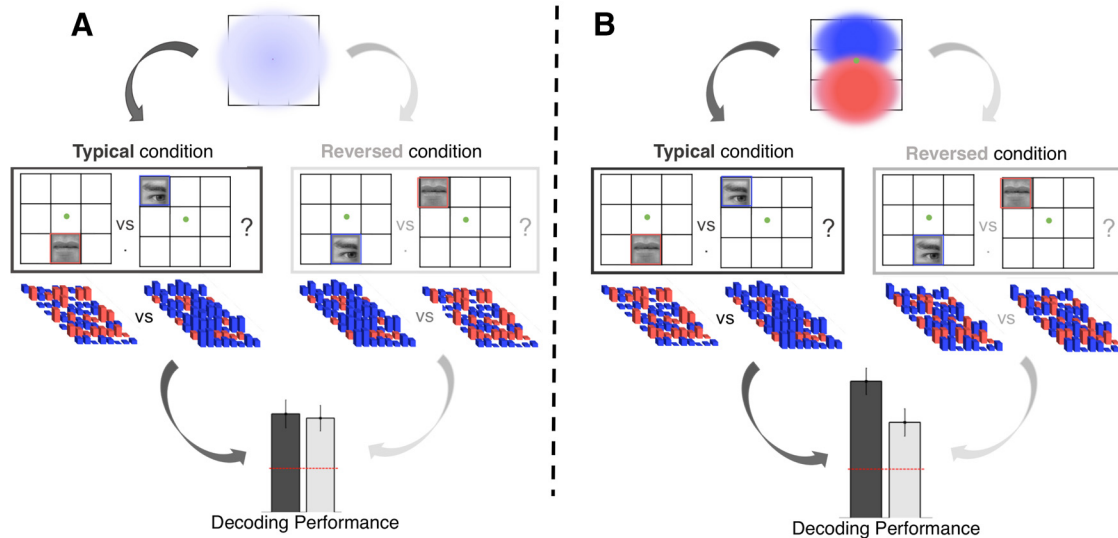 A
Typical condition
Reversed condition
vs
?
vs
?
vs
vs
Decoding Performance
B
Typical condition
Reversed condition
vs
?
vs
?
vs
vs
Decoding Performance